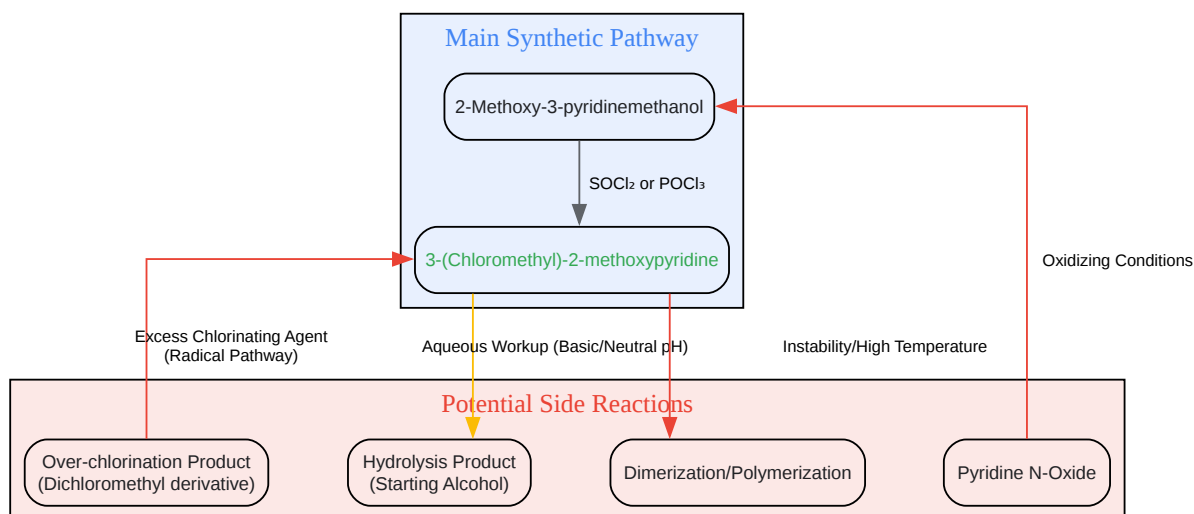 Main Synthetic Pathway
2-Methoxy-3-pyridinemethanol
SOCl₂ or POCl₃
3-(Chloromethyl)-2-methoxypyridine
Oxidizing Conditions
Excess Chlorinating Agent
(Radical Pathway)
Aqueous Workup (Basic/Neutral pH)
Instability/High Temperature
Potential Side Reactions
Over-chlorination Product
(Dichloromethyl derivative)
Hydrolysis Product
(Starting Alcohol)
Dimerization/Polymerization
Pyridine N-Oxide